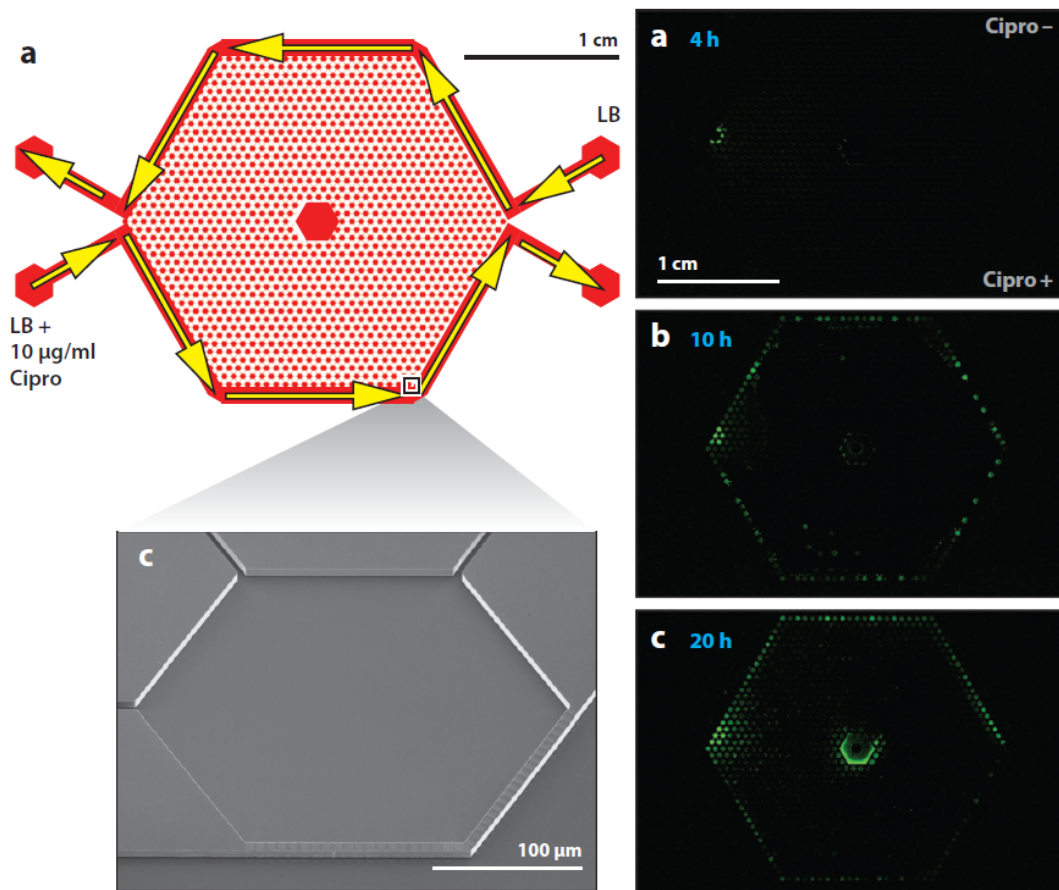 a
1 cm
LB
LB +
10 µg/ml
Cipro
c
100 µm
a 4 h
Cipro –
1 cm
Cipro +
b 10 h
c 20 h